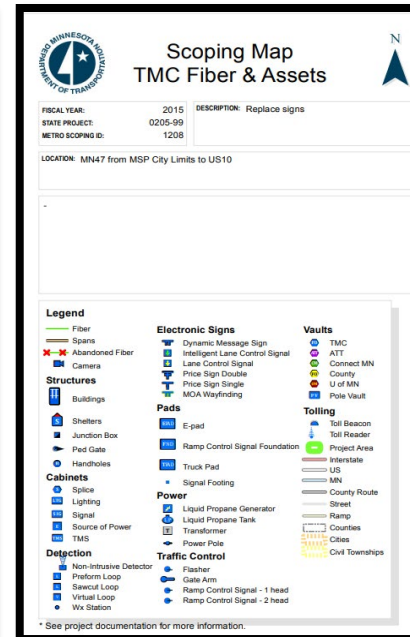 MINNESOTA DEPARTMENT OF TRANSPORTATION
N
Scoping Map
TMC Fiber & Assets
FISCAL YEAR: 2015
STATE PROJECT: 0205-99
METRO SCOPING ID: 1208
DESCRIPTION: Replace signs
LOCATION: MN47 from MSP City Limits to US10
-
Legend
Fiber
Spans
Abandoned Fiber
Camera
Structures
Buildings
Shelters
Junction Box
Ped Gate
Handholes
Cabinets
Splice
Lighting
Signal
Source of Power
TMS
Detection
Non-Intrusive Detector
Preform Loop
Sawcut Loop
Virtual Loop
Wx Station
Electronic Signs
Dynamic Message Sign
Intelligent Lane Control Signal
Lane Control Signal
Price Sign Double
Price Sign Single
MOA Wayfinding
Pads
E-pad
Ramp Control Signal Foundation
Truck Pad
Signal Footing
Power
Liquid Propane Generator
Liquid Propane Tank
Transformer
Power Pole
Traffic Control
Flasher
Gate Arm
Ramp Control Signal - 1 head
Ramp Control Signal - 2 head
Vaults
TMC
ATT
Connect MN
County
U of MN
Pole Vault
Tolling
Toll Beacon
Toll Reader
Project Area
Interstate
US
MN
County Route
Street
Ramp
Counties
Cities
Civil Townships
* See project documentation for more information.